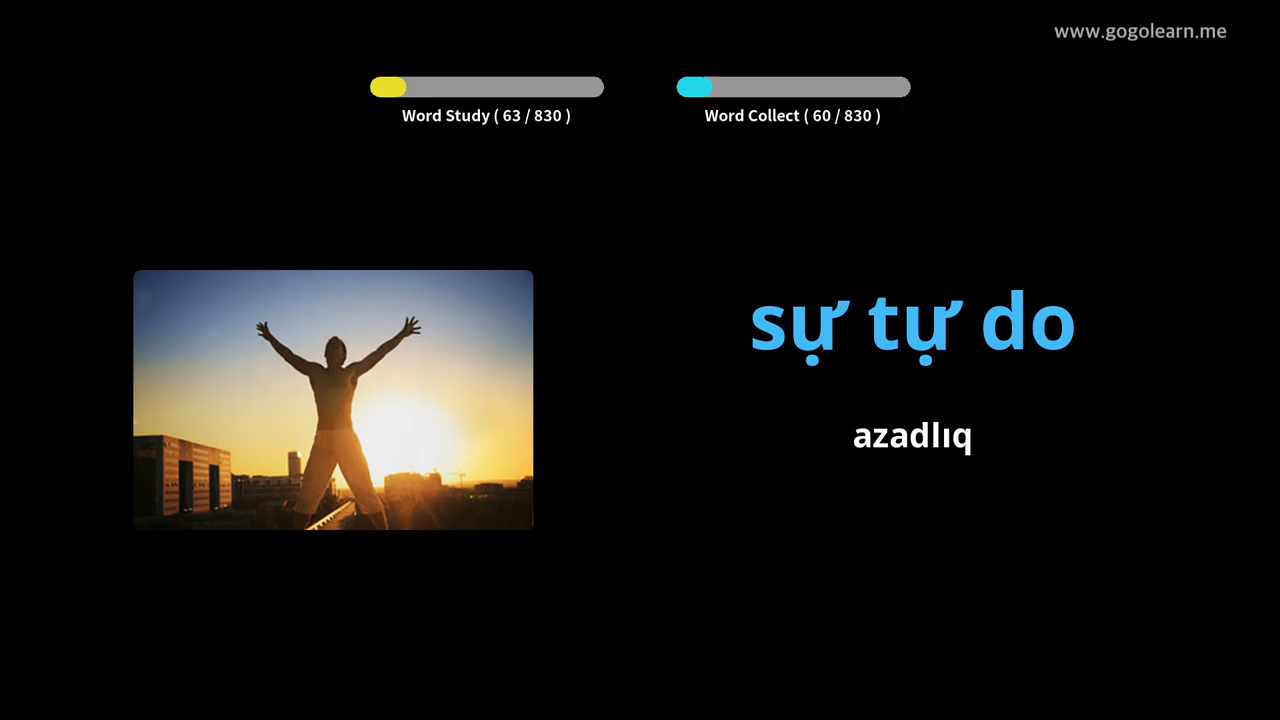 www.gogolearn.me
Word Study ( 63 / 830 )
Word Collect ( 60 / 830 )
sự tự do
azadlıq